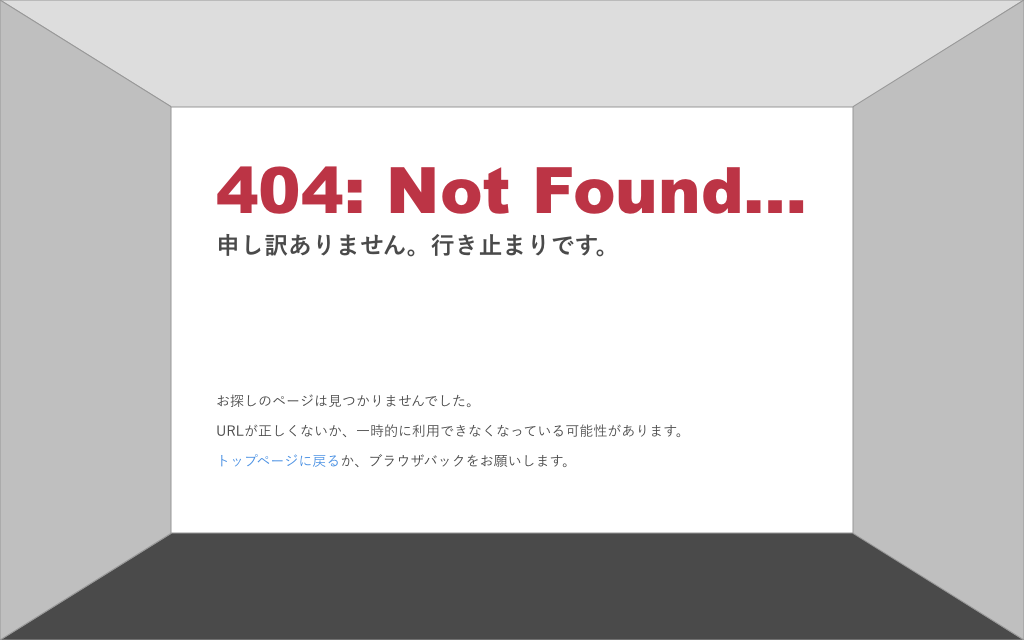 404: Not Found...
申し訳ありません。行き止まりです。
お探しのページは見つかりませんでした。
URLが正しくないか、一時的に利用できなくなっている可能性があります。
トップページに戻るか、ブラウザバックをお願いします。